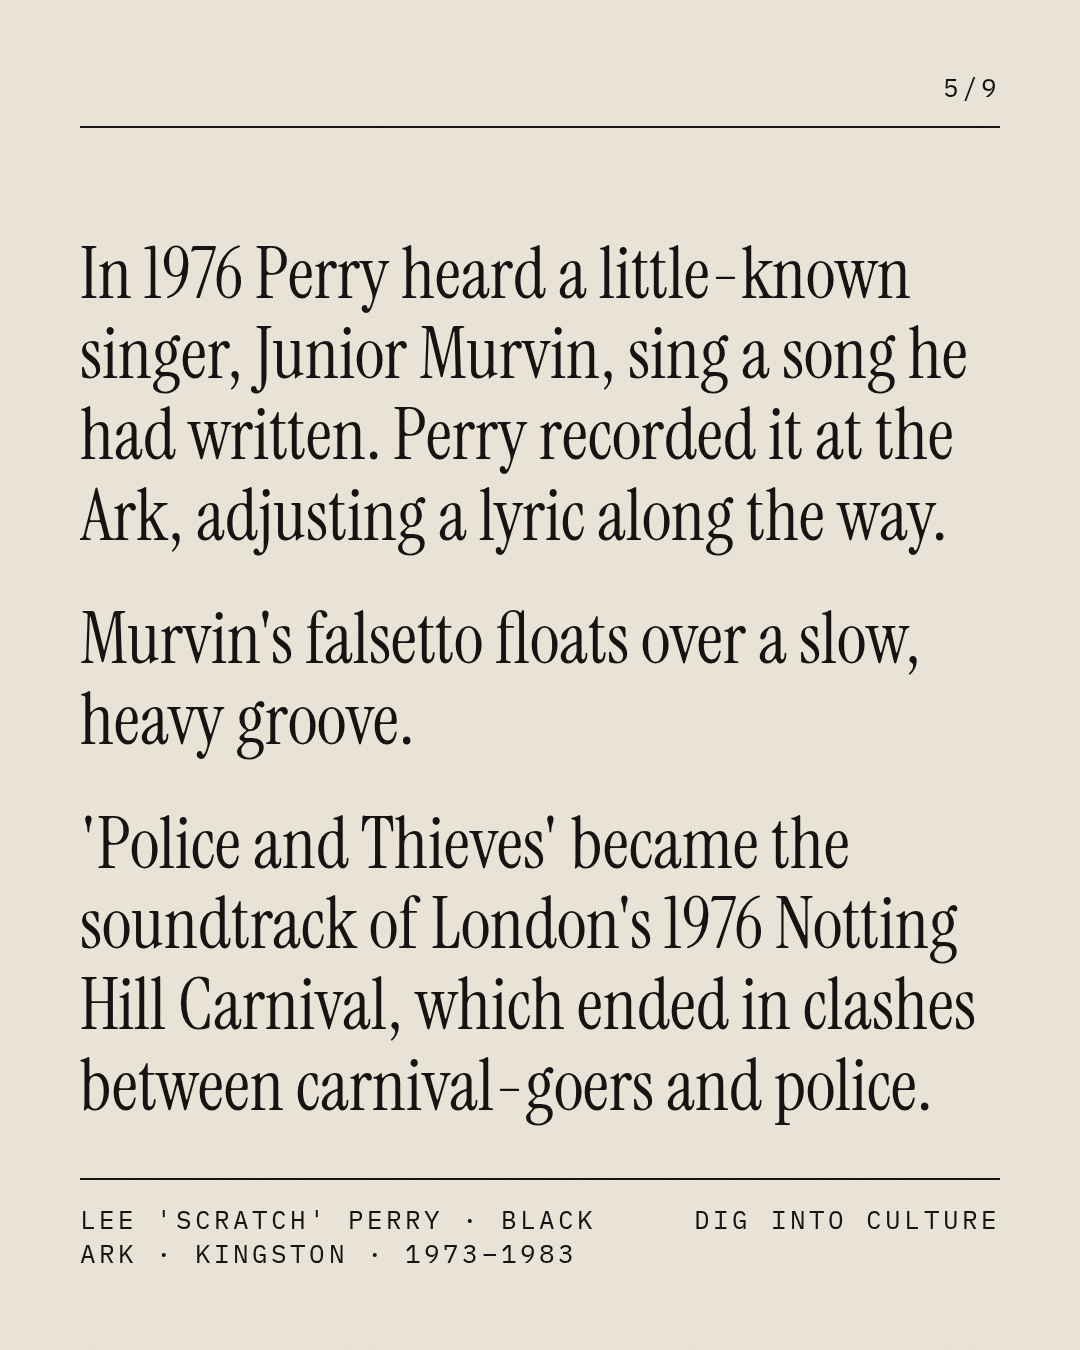 5/9
In 1976 Perry heard a little-known
singer, Junior Murvin, sing a song he
had written. Perry recorded it at the
Ark, adjusting a lyric along the way.
Murvin's falsetto floats over a slow,
heavy groove.
'Police and Thieves' became the
soundtrack of London's 1976 Notting
Hill Carnival, which ended in clashes
between carnival-goers and police.
LEE 'SCRATCH' PERRY · BLACK
ARK · KINGSTON · 1973–1983
DIG INTO CULTURE